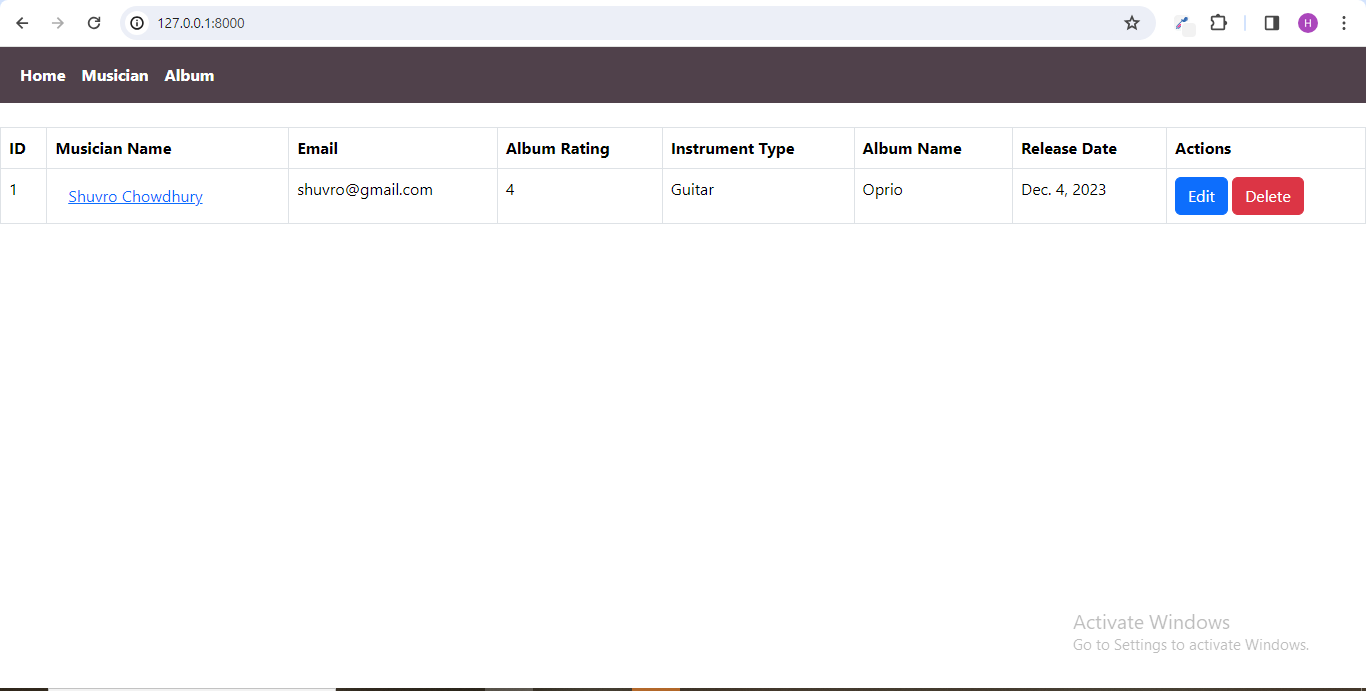 127.0.0.1:8000
H
Home Musician Album
ID Musician Name Email Album Rating Instrument Type Album Name Release Date Actions
1 Shuvro Chowdhury shuvro@gmail.com 4 Guitar Oprio Dec. 4, 2023 Edit Delete
Activate Windows
Go to Settings to activate Windows.